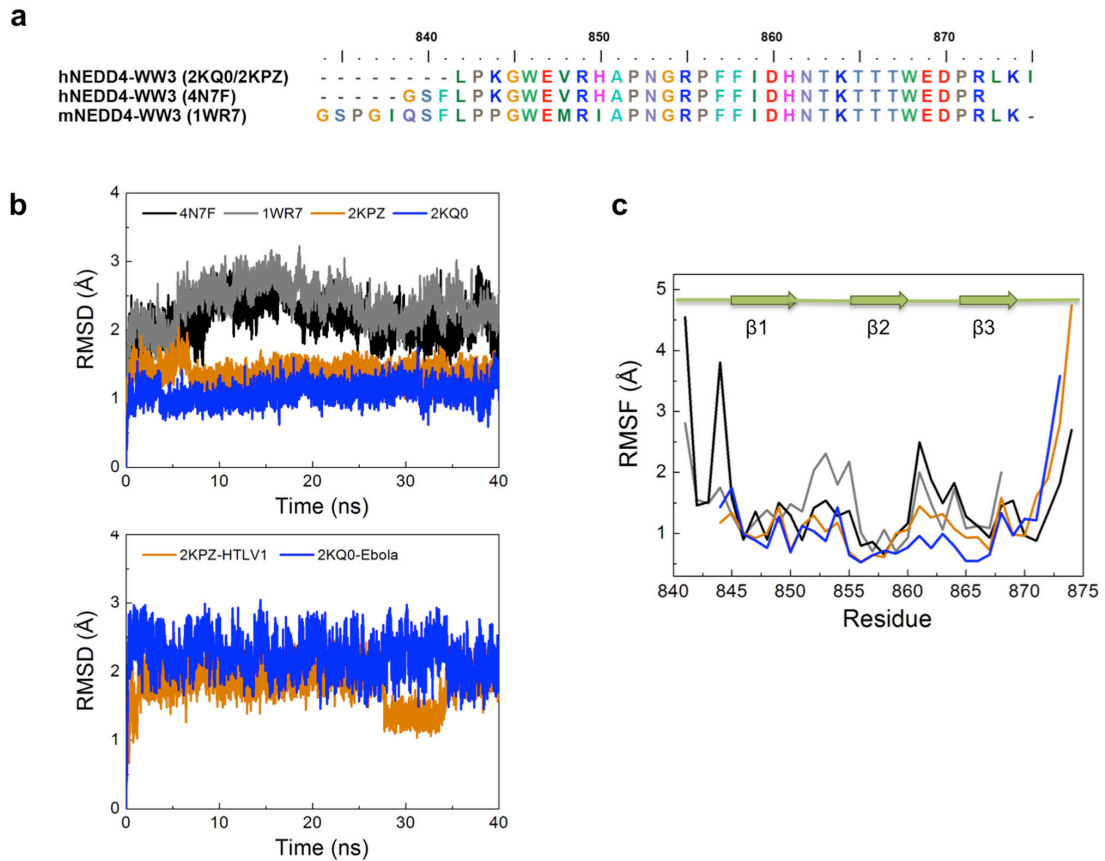 a
840 850 860 870
hNEDD4-WW3 (2KQ0/2KPZ) - - - - - - - - L P K G W E V R H A P N G R P F F I D H N T K T T T W E D P R L K I
hNEDD4-WW3 (4N7F) - - - - - G S F L P K G W E V R H A P N G R P F F I D H N T K T T T W E D P R
mNEDD4-WW3 (1WR7) G S P G I Q S F L P P G W E M R I A P N G R P F F I D H N T K T T T W E D P R L K -
b
4N7F 1WR7 2KPZ 2KQ0
RMSD (Å)
4
3
2
1
0
0 10 20 30 40
Time (ns)
2KPZ-HTLV1 2KQ0-Ebola
RMSD (Å)
4
3
2
1
0
0 10 20 30 40
Time (ns)
c
β1 β2 β3
RMSF (Å)
5
4
3
2
1
840 845 850 855 860 865 870 875
Residue